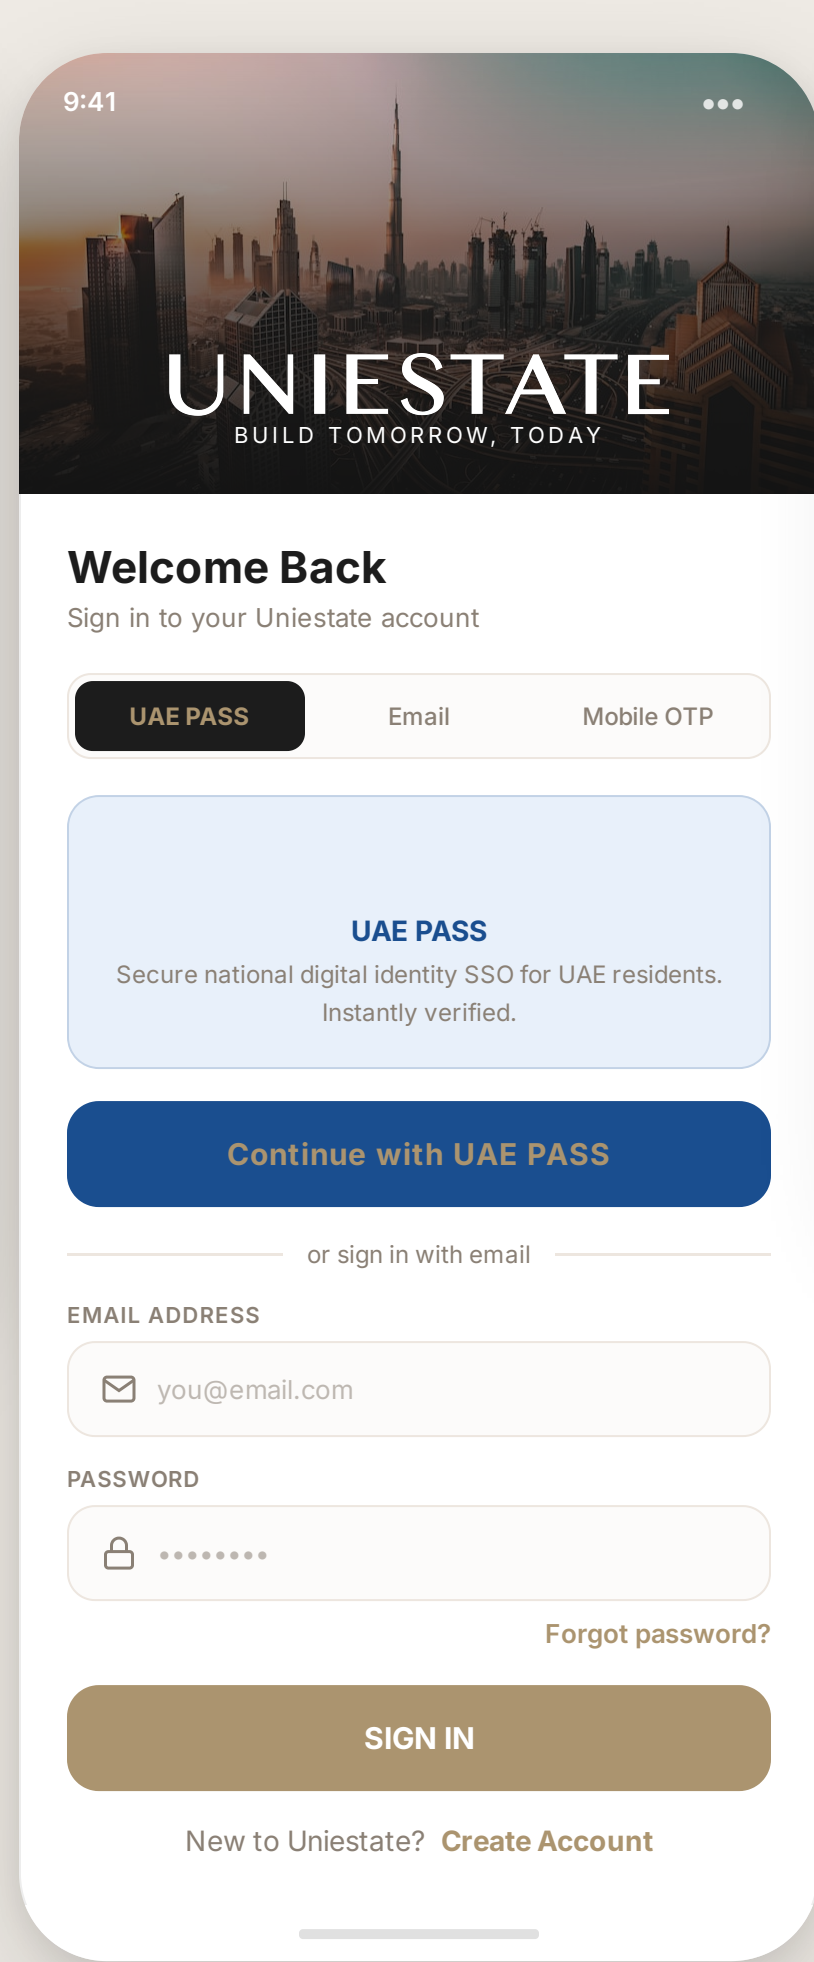 9:41
UNIESTATE
BUILD TOMORROW, TODAY
Welcome Back
Sign in to your Uniestate account
UAE PASS
Email
Mobile OTP
UAE PASS
Secure national digital identity SSO for UAE residents.
Instantly verified.
Continue with UAE PASS
or sign in with email
EMAIL ADDRESS
you@email.com
PASSWORD
••••••••
Forgot password?
SIGN IN
New to Uniestate? Create Account